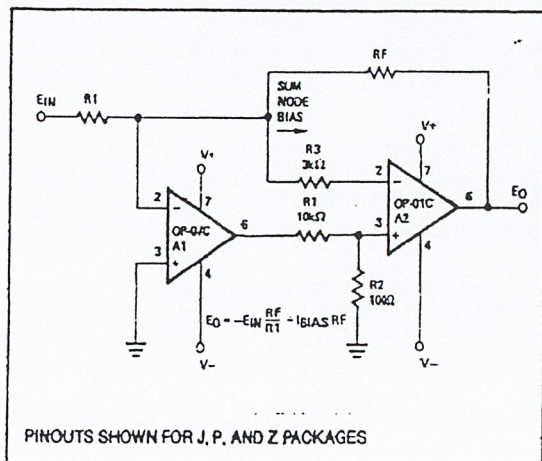 RF
EIN
R1
SUM
NODE
BIAS
V+
R3
3kΩ
2
7
V+
−
6
EO
OP-01C
A2
2
7
−
R1
10kΩ
3
+
6
4
OP-07C
A1
3
+
4
R2
100Ω
EO = −EIN RF/R1 − IBIAS RF
V−
V−
PINOUTS SHOWN FOR J, P, AND Z PACKAGES